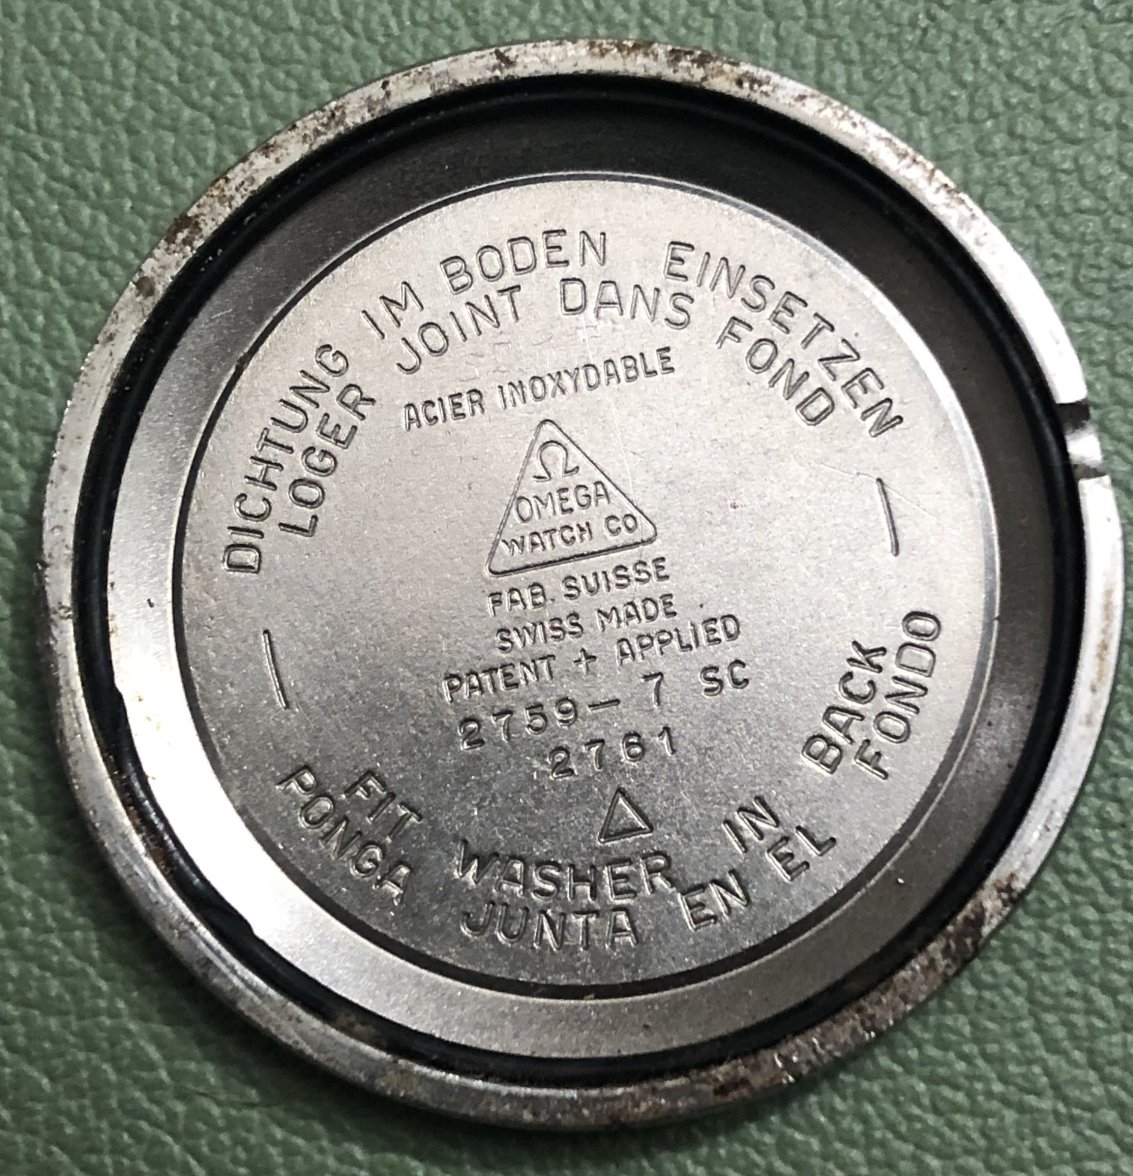 DICHTUNG IM BODEN EINSETZEN
LOGER JOINT DANS FOND
ACIER INOXYDABLE
Ω
OMEGA
WATCH CO
FAB. SUISSE
SWISS MADE
PATENT + APPLIED
2759-7 SC
2761
FIT WASHER IN BACK
PONGA JUNTA EN EL FONDO